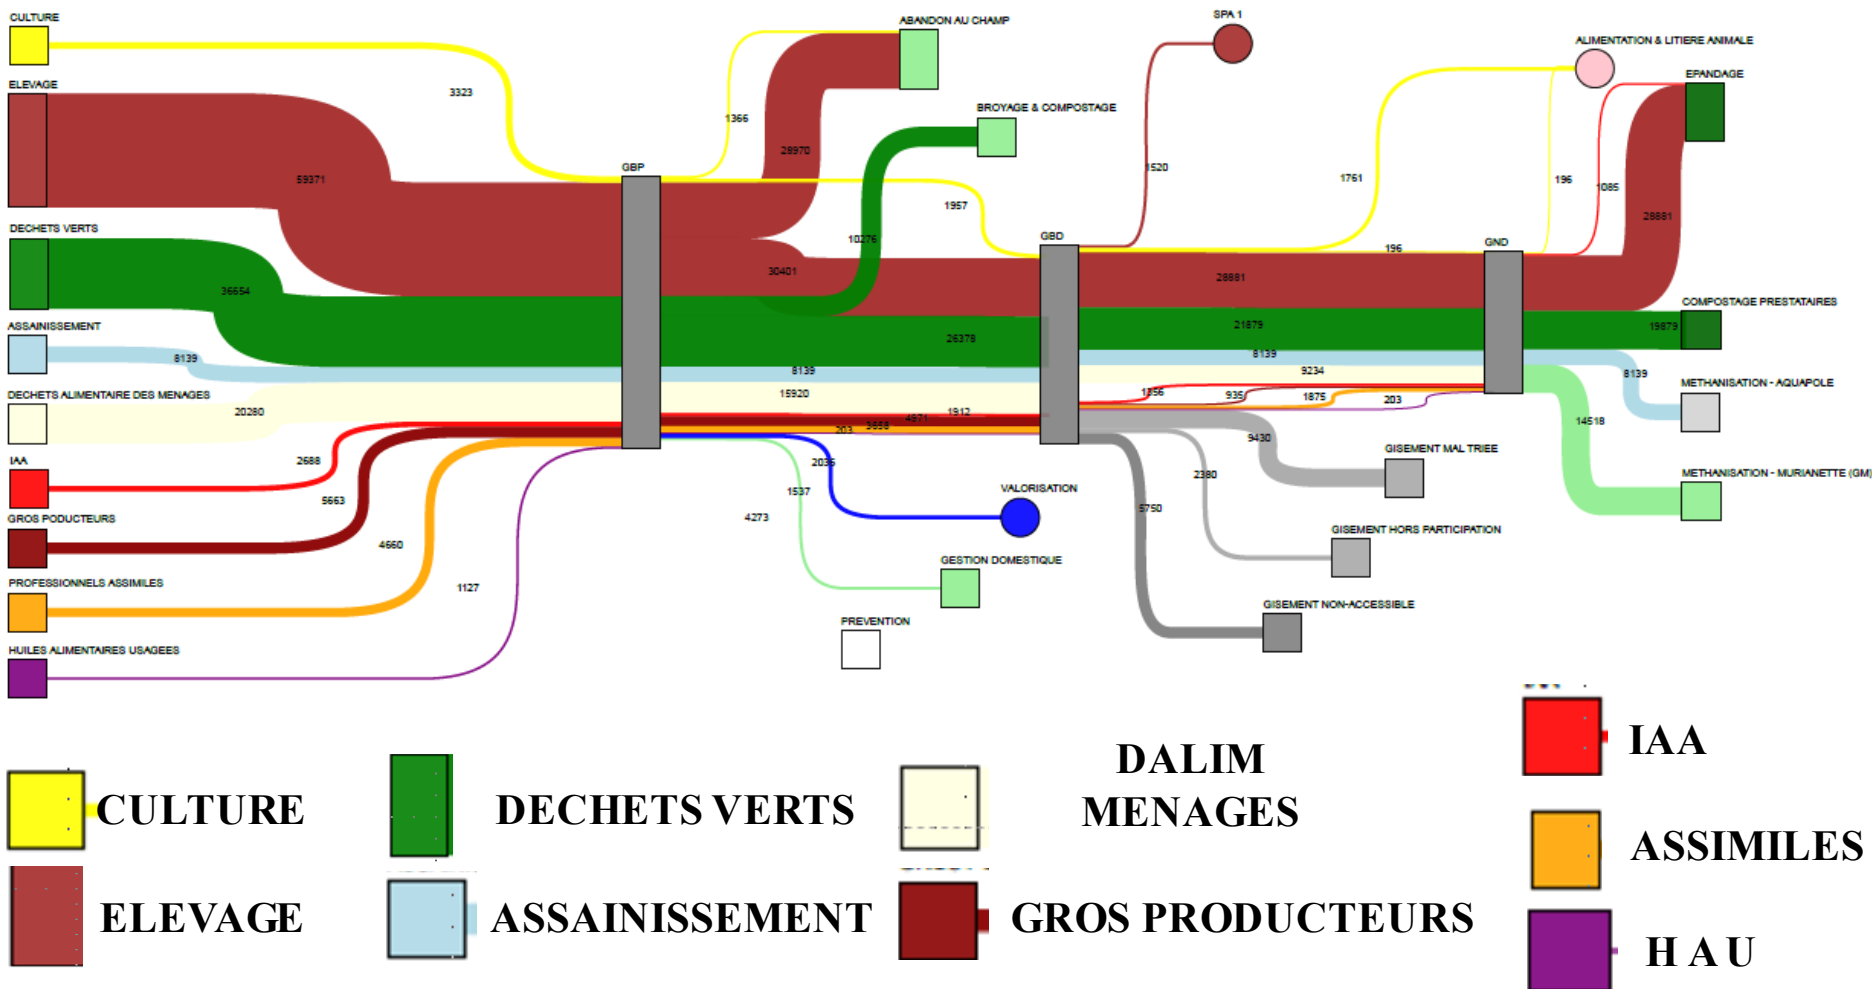 CULTURE
3323
ELEVAGE
59371
DECHETS VERTS
36654
ASSAINISSEMENT
8139
DECHETS ALIMENTAIRE DES MENAGES
20280
IAA
2688
GROS PODUCTEURS
5663
PROFESSIONNELS ASSIMILES
4660
HUILES ALIMENTAIRES USAGEES
1127
GBP
ABANDON AU CHAMP
1366
28970
BROYAGE & COMPOSTAGE
10276
1957
30401
26378
8139
15920
1912
4971
3658
203
2036
1537
4273
VALORISATION
GESTION DOMESTIQUE
PREVENTION
GBD
SPA 1
1520
ALIMENTATION & LITIERE ANIMALE
1761
196
196
1085
EPANDAGE
28881
GND
28881
21879
8139
9234
1356
935
1875
203
COMPOSTAGE PRESTATAIRES
19879
METHANISATION - AQUAPOLE
8139
METHANISATION - MURIANETTE (GM)
14518
GISEMENT MAL TRIEE
9430
GISEMENT HORS PARTICIPATION
2380
GISEMENT NON-ACCESSIBLE
5750
CULTURE
DECHETS VERTS
DALIM
MENAGES
IAA
ASSIMILES
ELEVAGE
ASSAINISSEMENT
GROS PRODUCTEURS
H A U